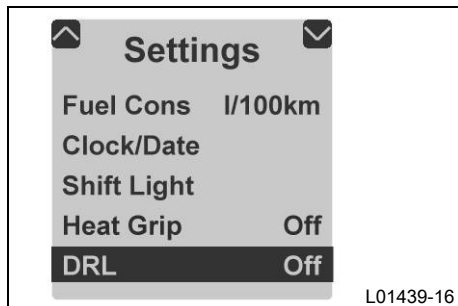 Settings
Fuel Cons l/100km
Clock/Date
Shift Light
Heat Grip Off
DRL Off
L01439-16